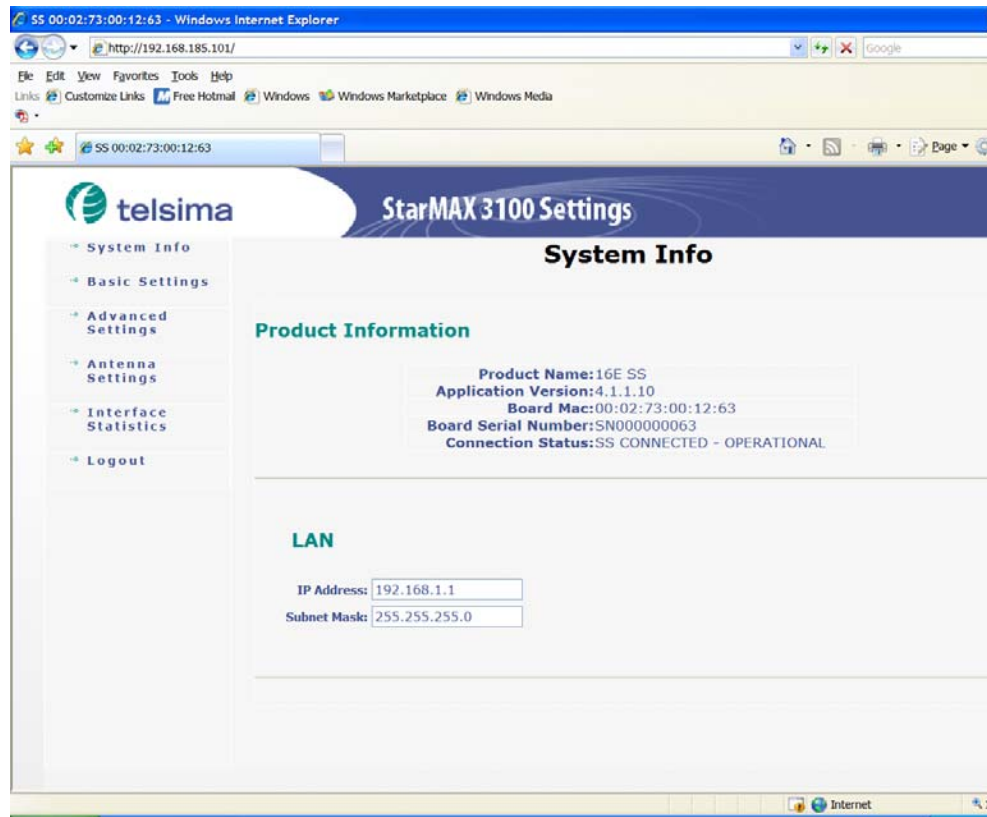 SS 00:02:73:00:12:63 - Windows Internet Explorer
http://192.168.185.101/
Google
File Edit View Favorites Tools Help
Links Customize Links Free Hotmail Windows Windows Marketplace Windows Media
SS 00:02:73:00:12:63
Page
telsima
StarMAX 3100 Settings
System Info
Basic Settings
Advanced
Settings
Antenna
Settings
Interface
Statistics
Logout
System Info
Product Information
Product Name:16E SS
Application Version:4.1.1.10
Board Mac:00:02:73:00:12:63
Board Serial Number:SN000000063
Connection Status:SS CONNECTED - OPERATIONAL
LAN
IP Address: 192.168.1.1
Subnet Mask: 255.255.255.0
Internet